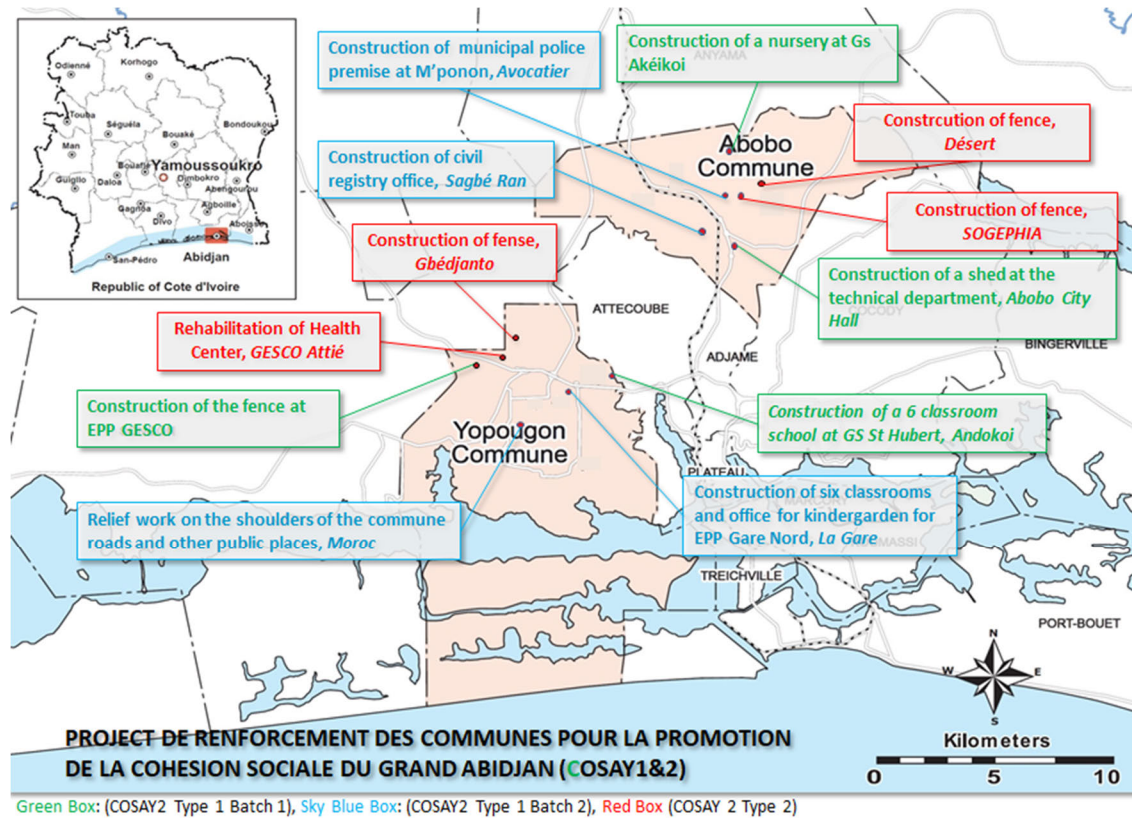 Odienné
Korhogo
Touba
Séguéla
Bondoukou
Man
Bouaké
Bouaflé
Yamoussoukro
Guiglo
Daloa
Dimbokro
Abengourou
Gagnoa
Divo
Agboille
Aboisso
San-Pédro
Abidjan
Republic of Cote d'Ivoire
Construction of municipal police
premise at M'ponon, Avocatier
Construction of a nursery at Gs
Akéikoi
ANYAMA
Construction of civil
registry office, Sagbé Ran
Abobo
Commune
Constrcution of fence,
Désert
Construction of fence,
SOGEPHIA
Construction of fense,
Gbédjanto
Construction of a shed at the
technical department, Abobo City
Hall
ATTECOUBE
COCODY
BINGERVILLE
ADJAME
Rehabilitation of Health
Center, GESCO Attié
Construction of the fence at
EPP GESCO
Yopougon
Commune
Construction of a 6 classroom
school at GS St Hubert, Andokoi
PLATEAU
Relief work on the shoulders of the commune
roads and other public places, Moroc
Construction of six classrooms
and office for kindergarden for
EPP Gare Nord, La Gare
TREICHVILLE
PORT-BOUET
N
W E
S
PROJECT DE RENFORCEMENT DES COMMUNES POUR LA PROMOTION
DE LA COHESION SOCIALE DU GRAND ABIDJAN (COSAY1&2)
Kilometers
0 5 10
Green Box: (COSAY2 Type 1 Batch 1), Sky Blue Box: (COSAY2 Type 1 Batch 2), Red Box (COSAY 2 Type 2)